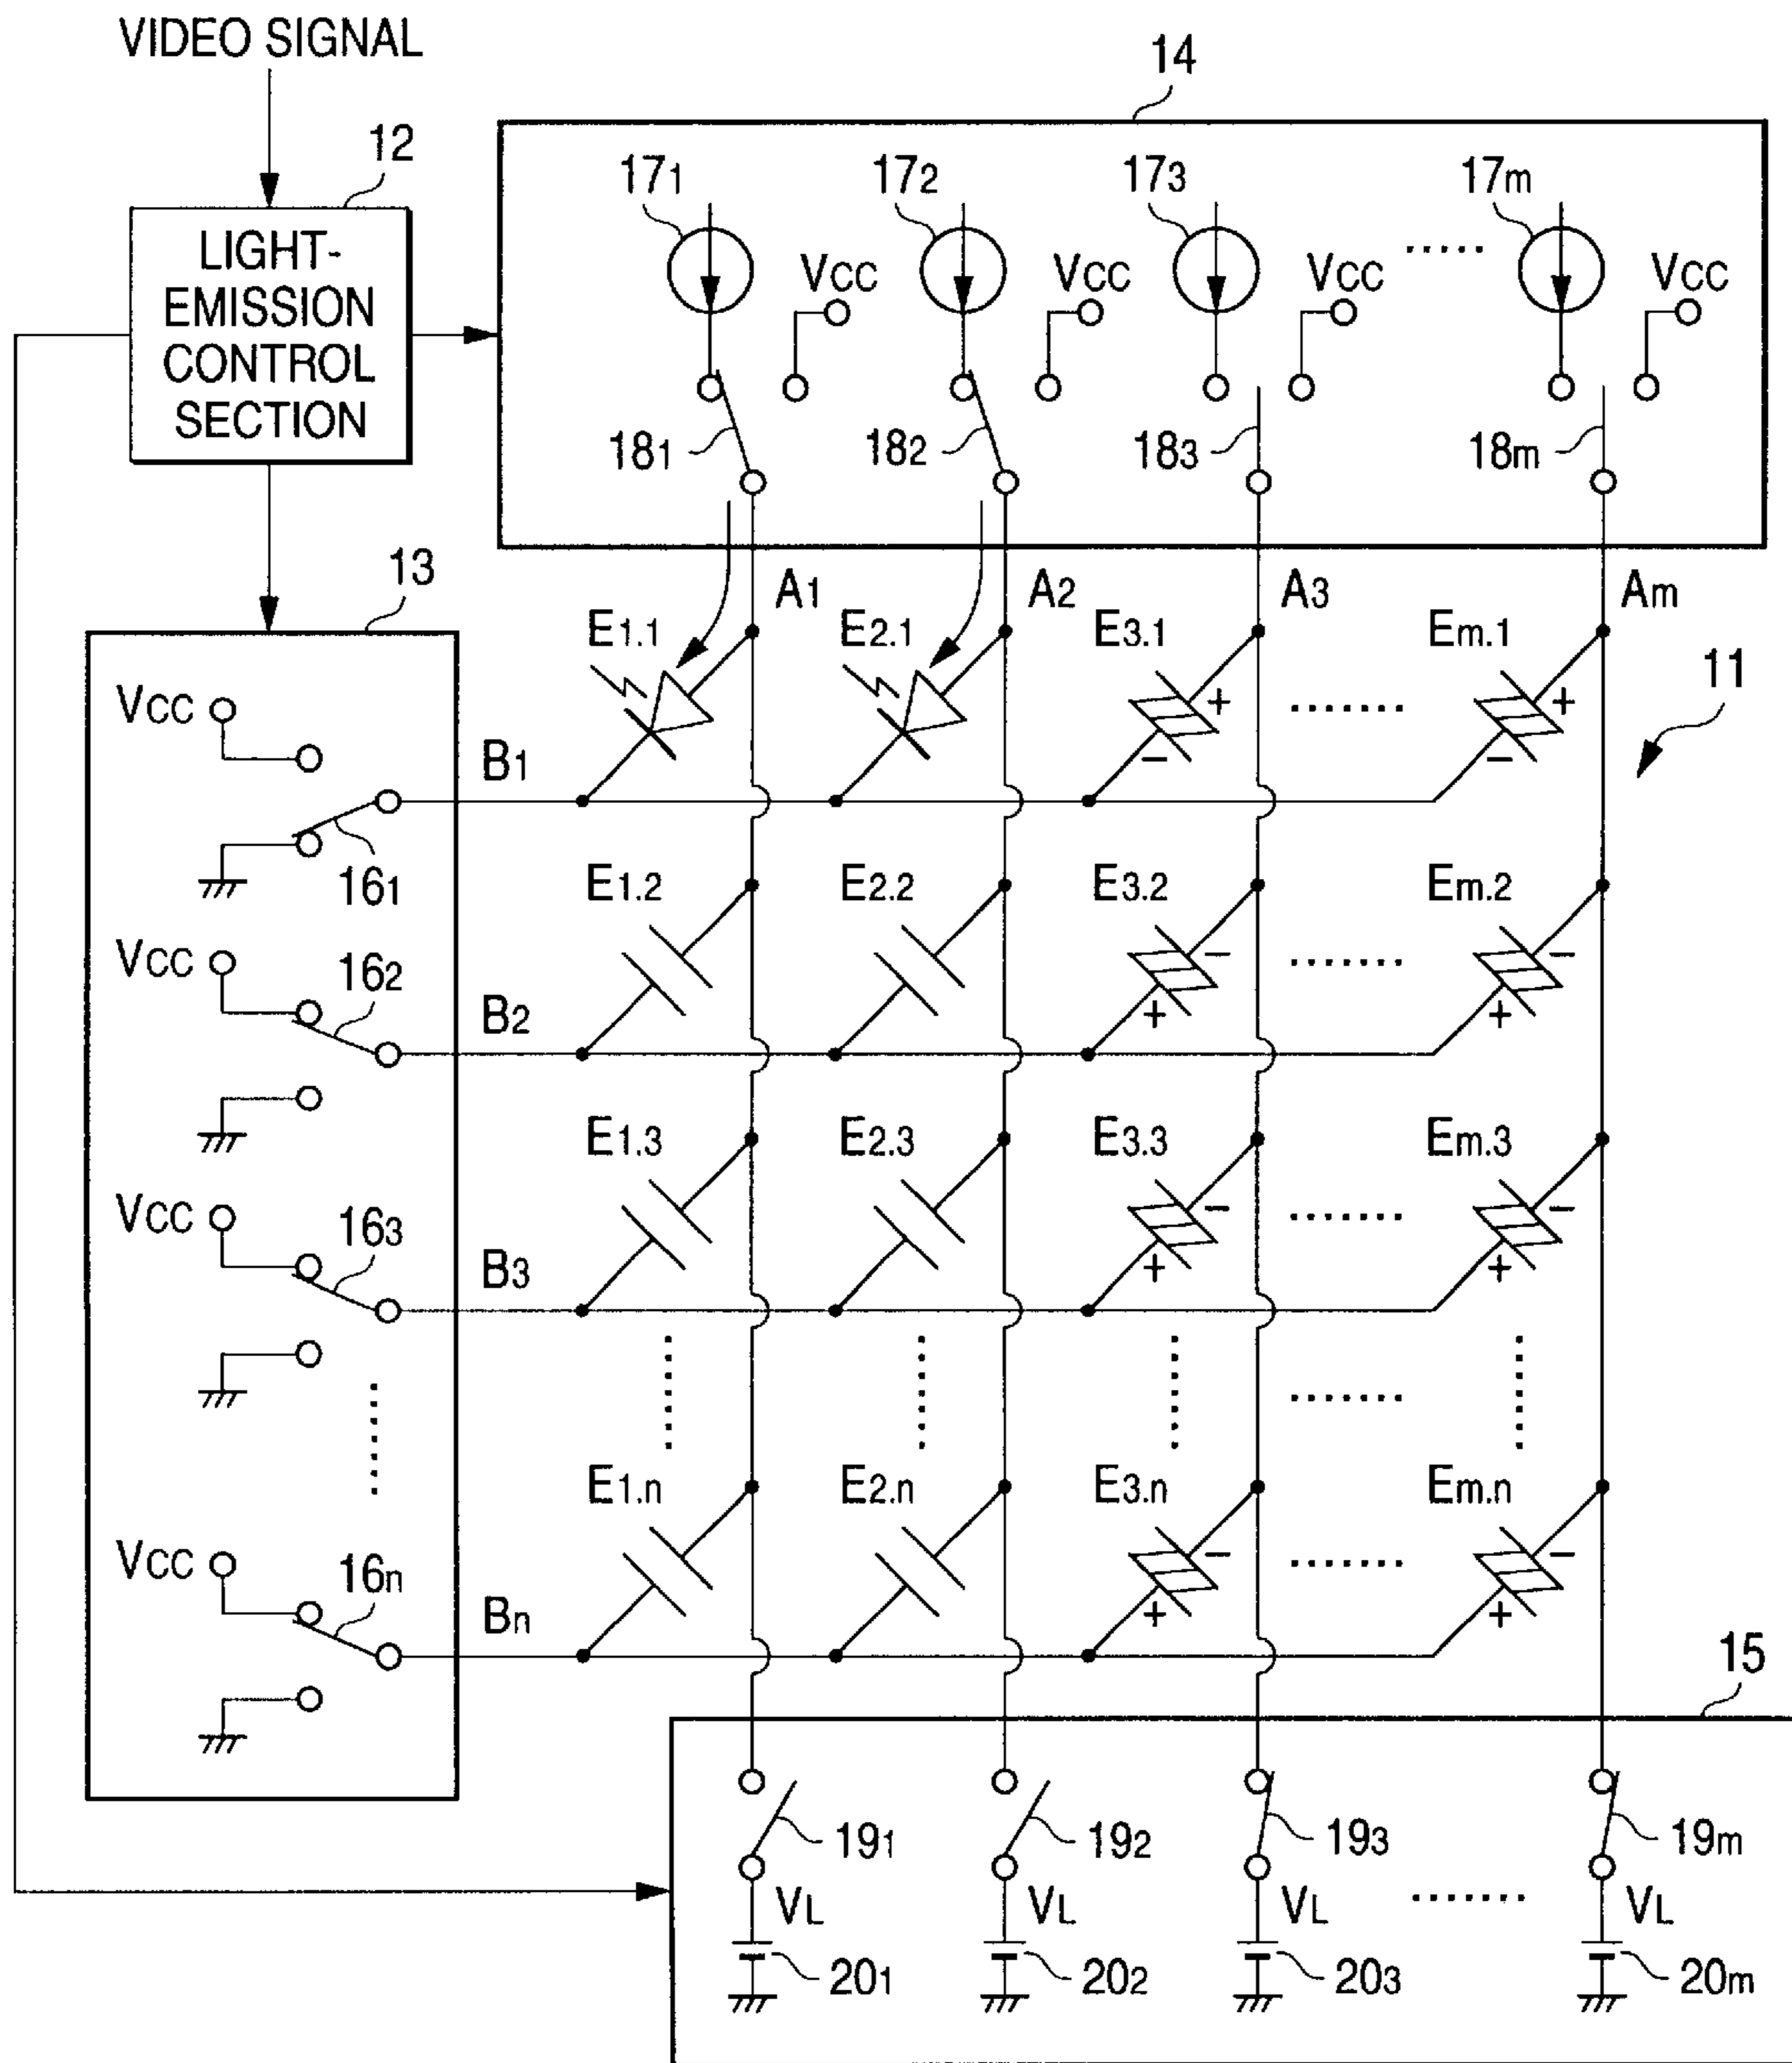 VIDEO SIGNAL
14
12
LIGHT-
EMISSION
CONTROL
SECTION
171 172 173 ..... 17m
VCC VCC VCC VCC
181 182 183 18m
13
A1 A2 A3 Am
E1.1 E2.1 E3.1 Em.1
11
+ ....... +
VCC
B1
− −
161
E1.2 E2.2 E3.2 Em.2
VCC
162
− ....... −
B2
+ +
E1.3 E2.3 E3.3 Em.3
VCC
163
− ....... −
B3
+ +
.......
E1.n E2.n E3.n Em.n
VCC
16n
− ....... −
Bn
+ +
15
191 192 193 19m
VL VL VL ....... VL
201 202 203 20m